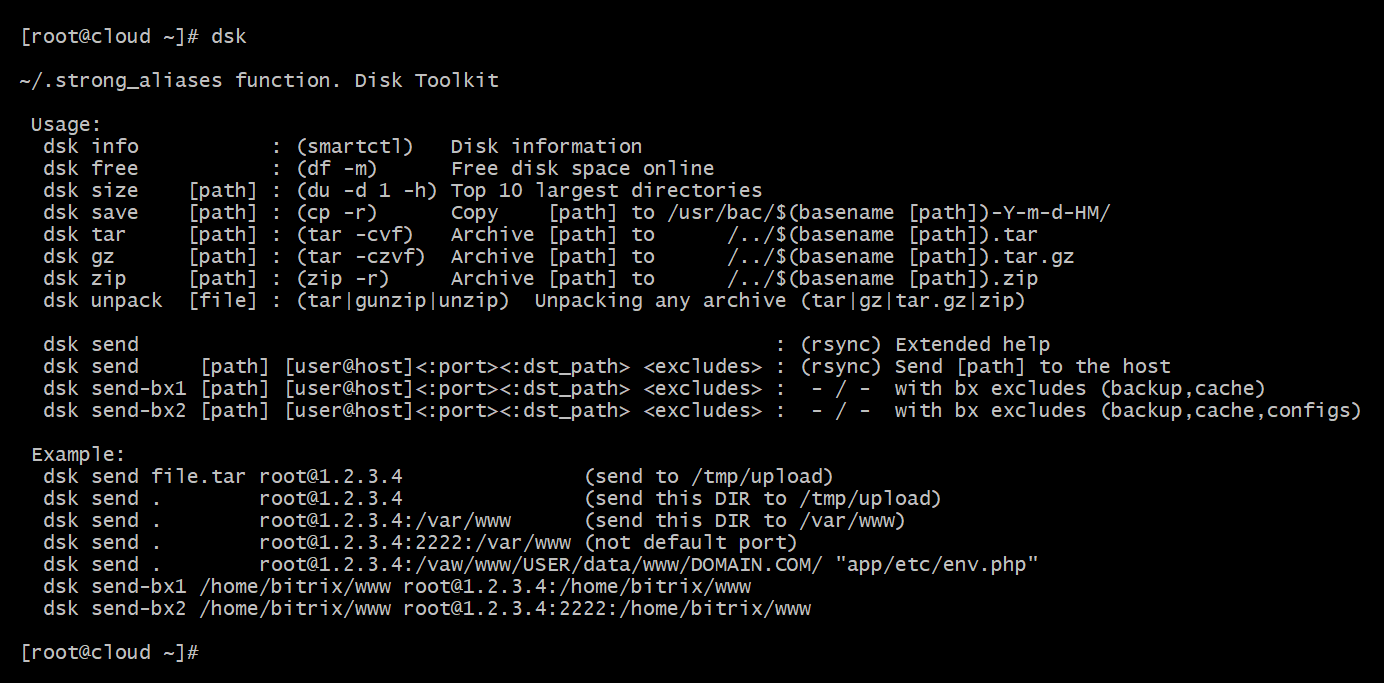 [root@cloud ~]# dsk
~/.strong_aliases function. Disk Toolkit
Usage:
dsk info           : (smartctl)   Disk information
dsk free           : (df -m)      Free disk space online
dsk size    [path] : (du -d 1 -h) Top 10 largest directories
dsk save    [path] : (cp -r)      Copy    [path] to /usr/bac/$(basename [path])-Y-m-d-HM/
dsk tar     [path] : (tar -cvf)   Archive [path] to      /../$(basename [path]).tar
dsk gz      [path] : (tar -czvf)  Archive [path] to      /../$(basename [path]).tar.gz
dsk zip     [path] : (zip -r)     Archive [path] to      /../$(basename [path]).zip
dsk unpack  [file] : (tar|gunzip|unzip)  Unpacking any archive (tar|gz|tar.gz|zip)
dsk send                                                     : (rsync) Extended help
dsk send     [path] [user@host]<:port><:dst_path> <excludes> : (rsync) Send [path] to the host
dsk send-bx1 [path] [user@host]<:port><:dst_path> <excludes> :  - / -  with bx excludes (backup,cache)
dsk send-bx2 [path] [user@host]<:port><:dst_path> <excludes> :  - / -  with bx excludes (backup,cache,configs)
Example:
dsk send file.tar root@1.2.3.4               (send to /tmp/upload)
dsk send .        root@1.2.3.4               (send this DIR to /tmp/upload)
dsk send .        root@1.2.3.4:/var/www      (send this DIR to /var/www)
dsk send .        root@1.2.3.4:2222:/var/www (not default port)
dsk send .        root@1.2.3.4:/vaw/www/USER/data/www/DOMAIN.COM/ "app/etc/env.php"
dsk send-bx1 /home/bitrix/www root@1.2.3.4:/home/bitrix/www
dsk send-bx2 /home/bitrix/www root@1.2.3.4:2222:/home/bitrix/www
[root@cloud ~]#